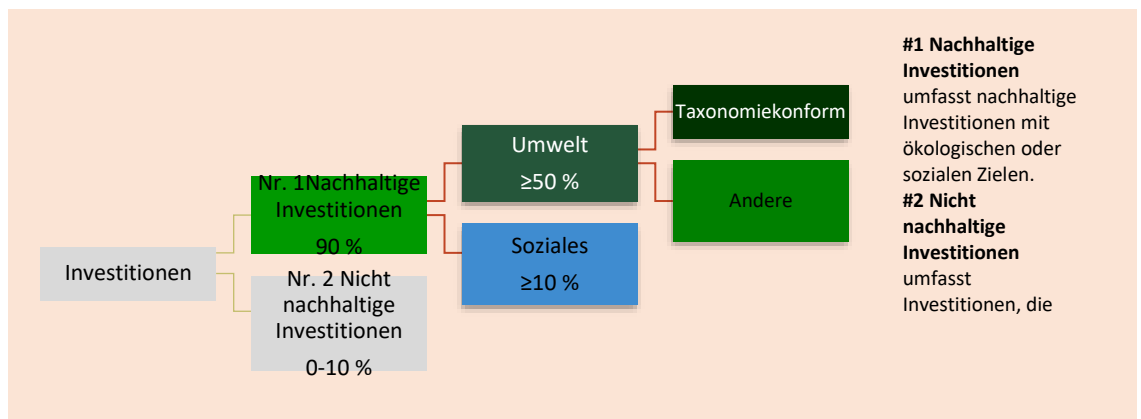 Investitionen
Nr. 1Nachhaltige
Investitionen
90 %
Nr. 2 Nicht
nachhaltige
Investitionen
0-10 %
Umwelt
≥50 %
Soziales
≥10 %
Taxonomiekonform
Andere
#1 Nachhaltige
Investitionen
umfasst nachhaltige
Investitionen mit
ökologischen oder
sozialen Zielen.
#2 Nicht
nachhaltige
Investitionen
umfasst
Investitionen, die